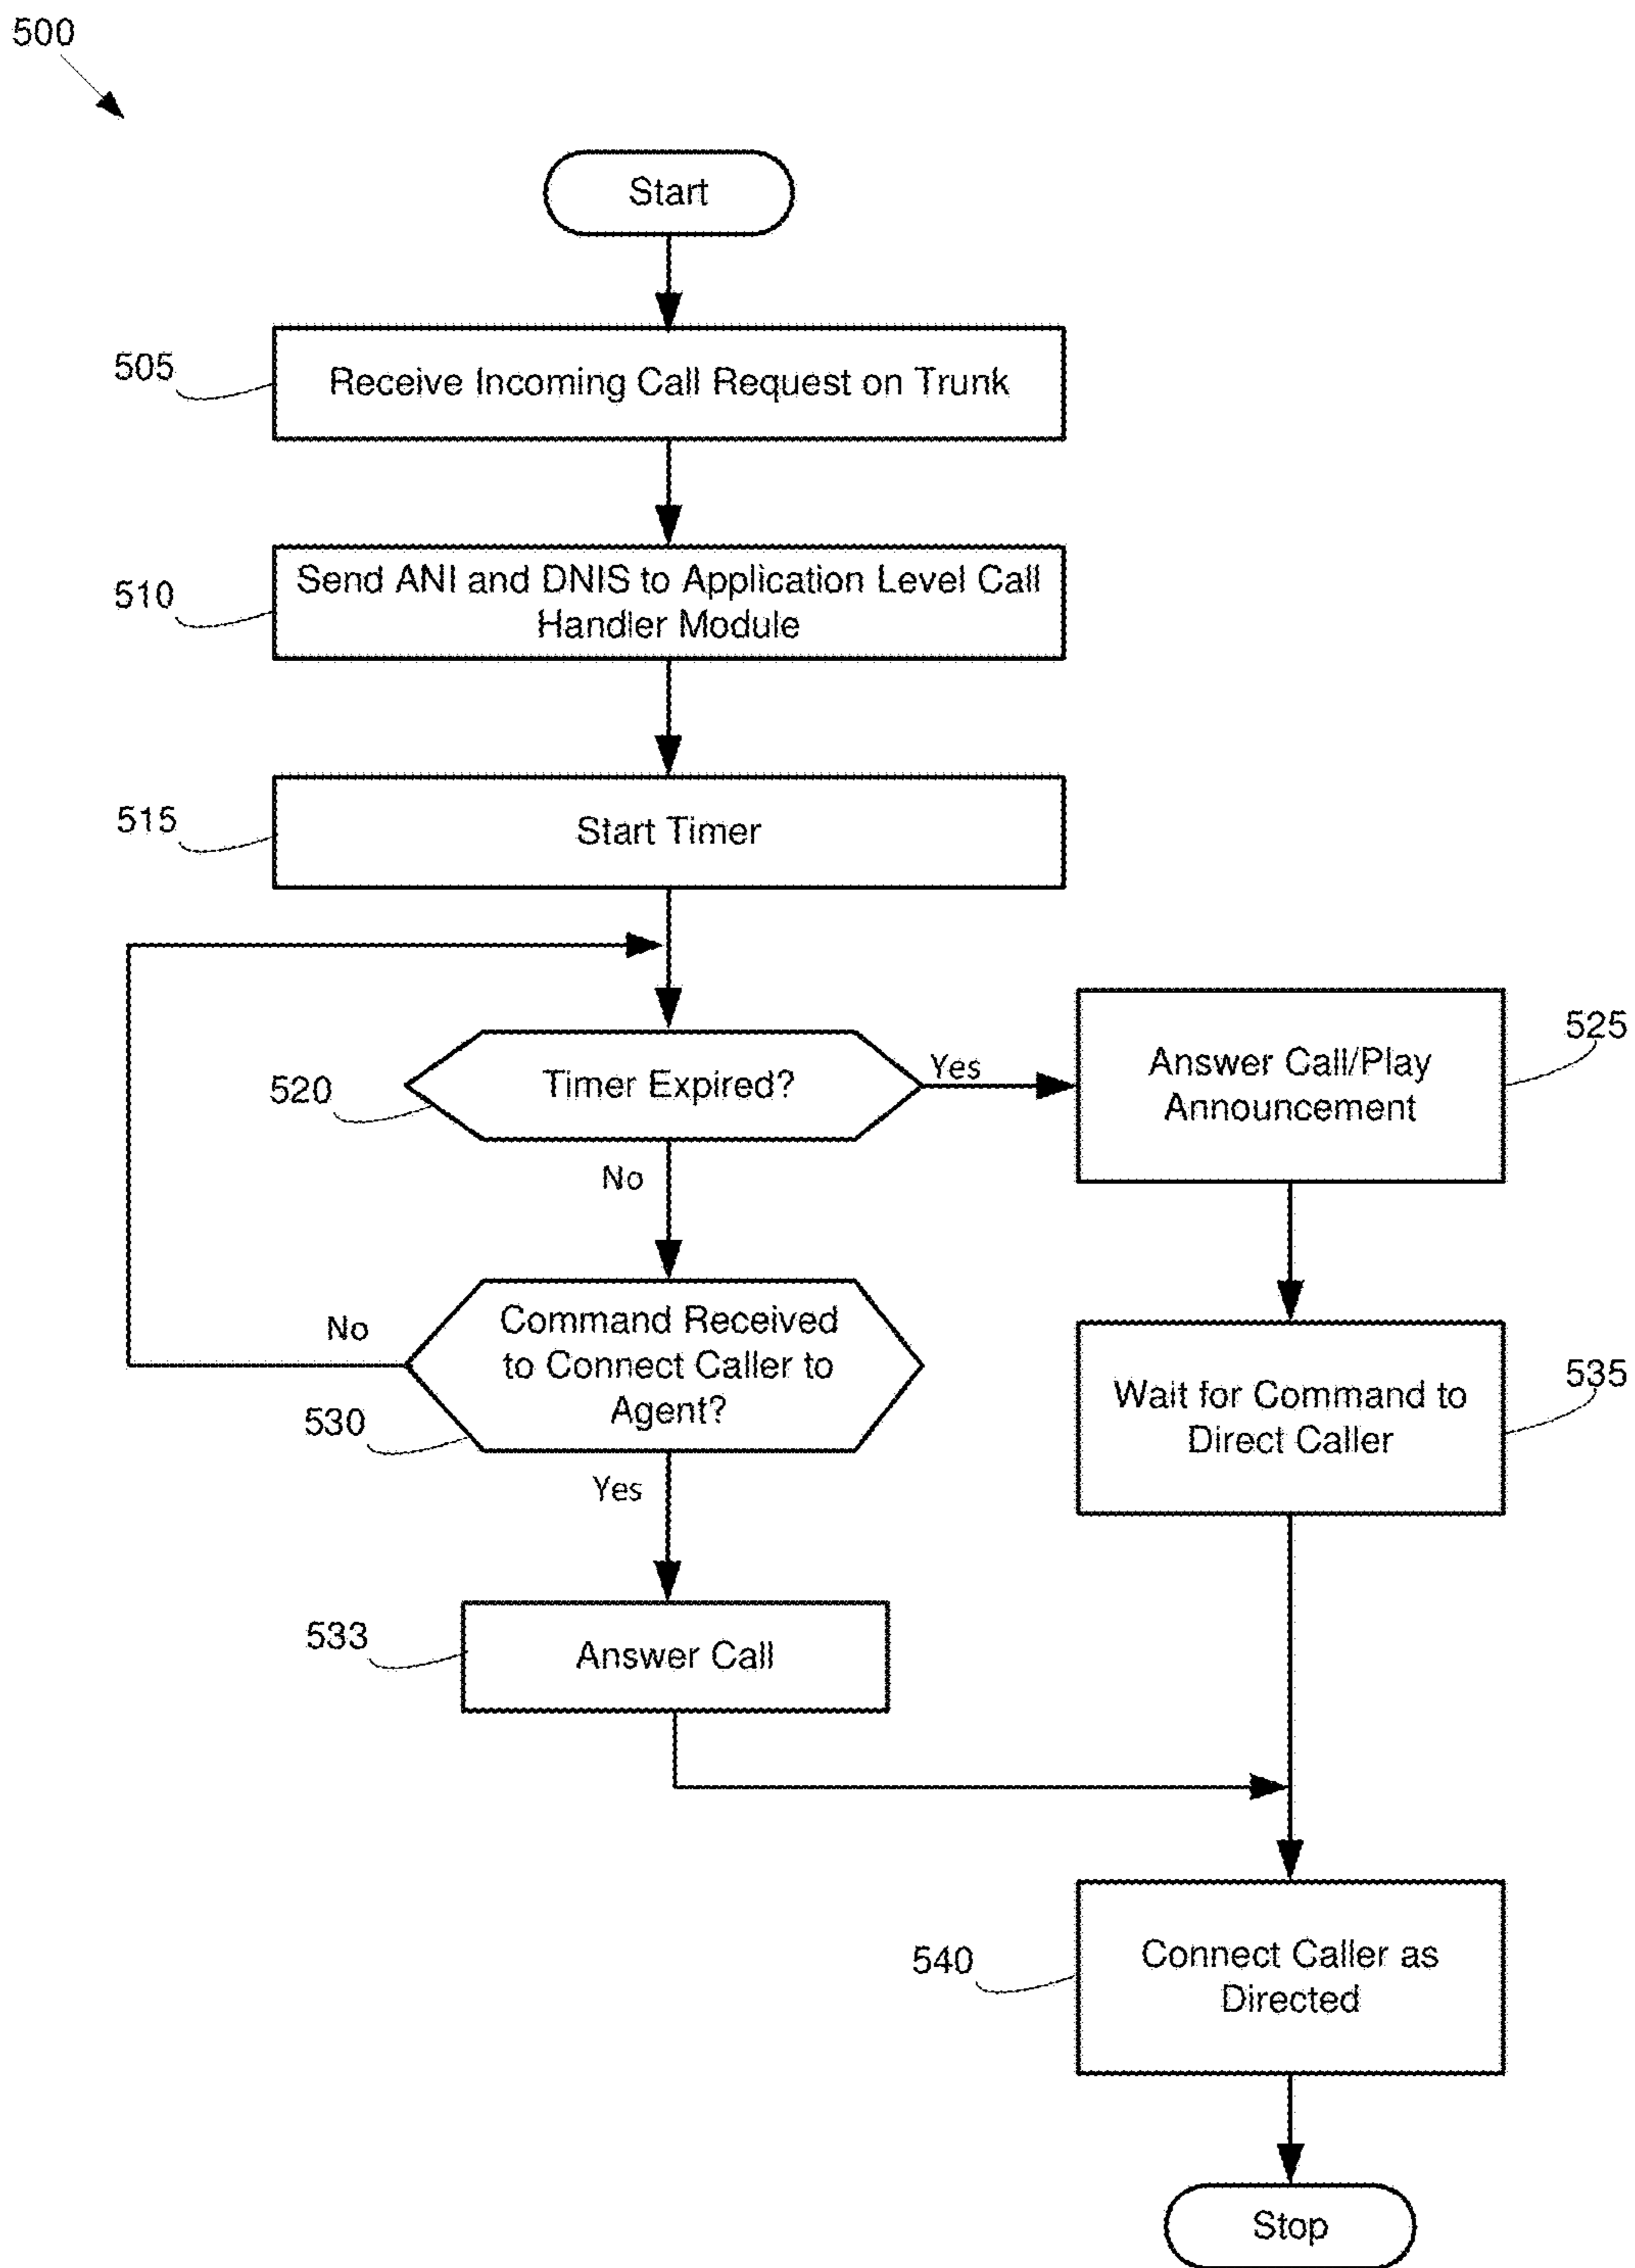 500
Start
505
Receive Incoming Call Request on Trunk
510
Send ANI and DNIS to Application Level Call
Handler Module
515
Start Timer
520
Timer Expired?
Yes
Answer Call/Play
Announcement
525
No
No
Command Received
to Connect Caller to
Agent?
530
Wait for Command to
Direct Caller
535
Yes
533
Answer Call
540
Connect Caller as
Directed
Stop